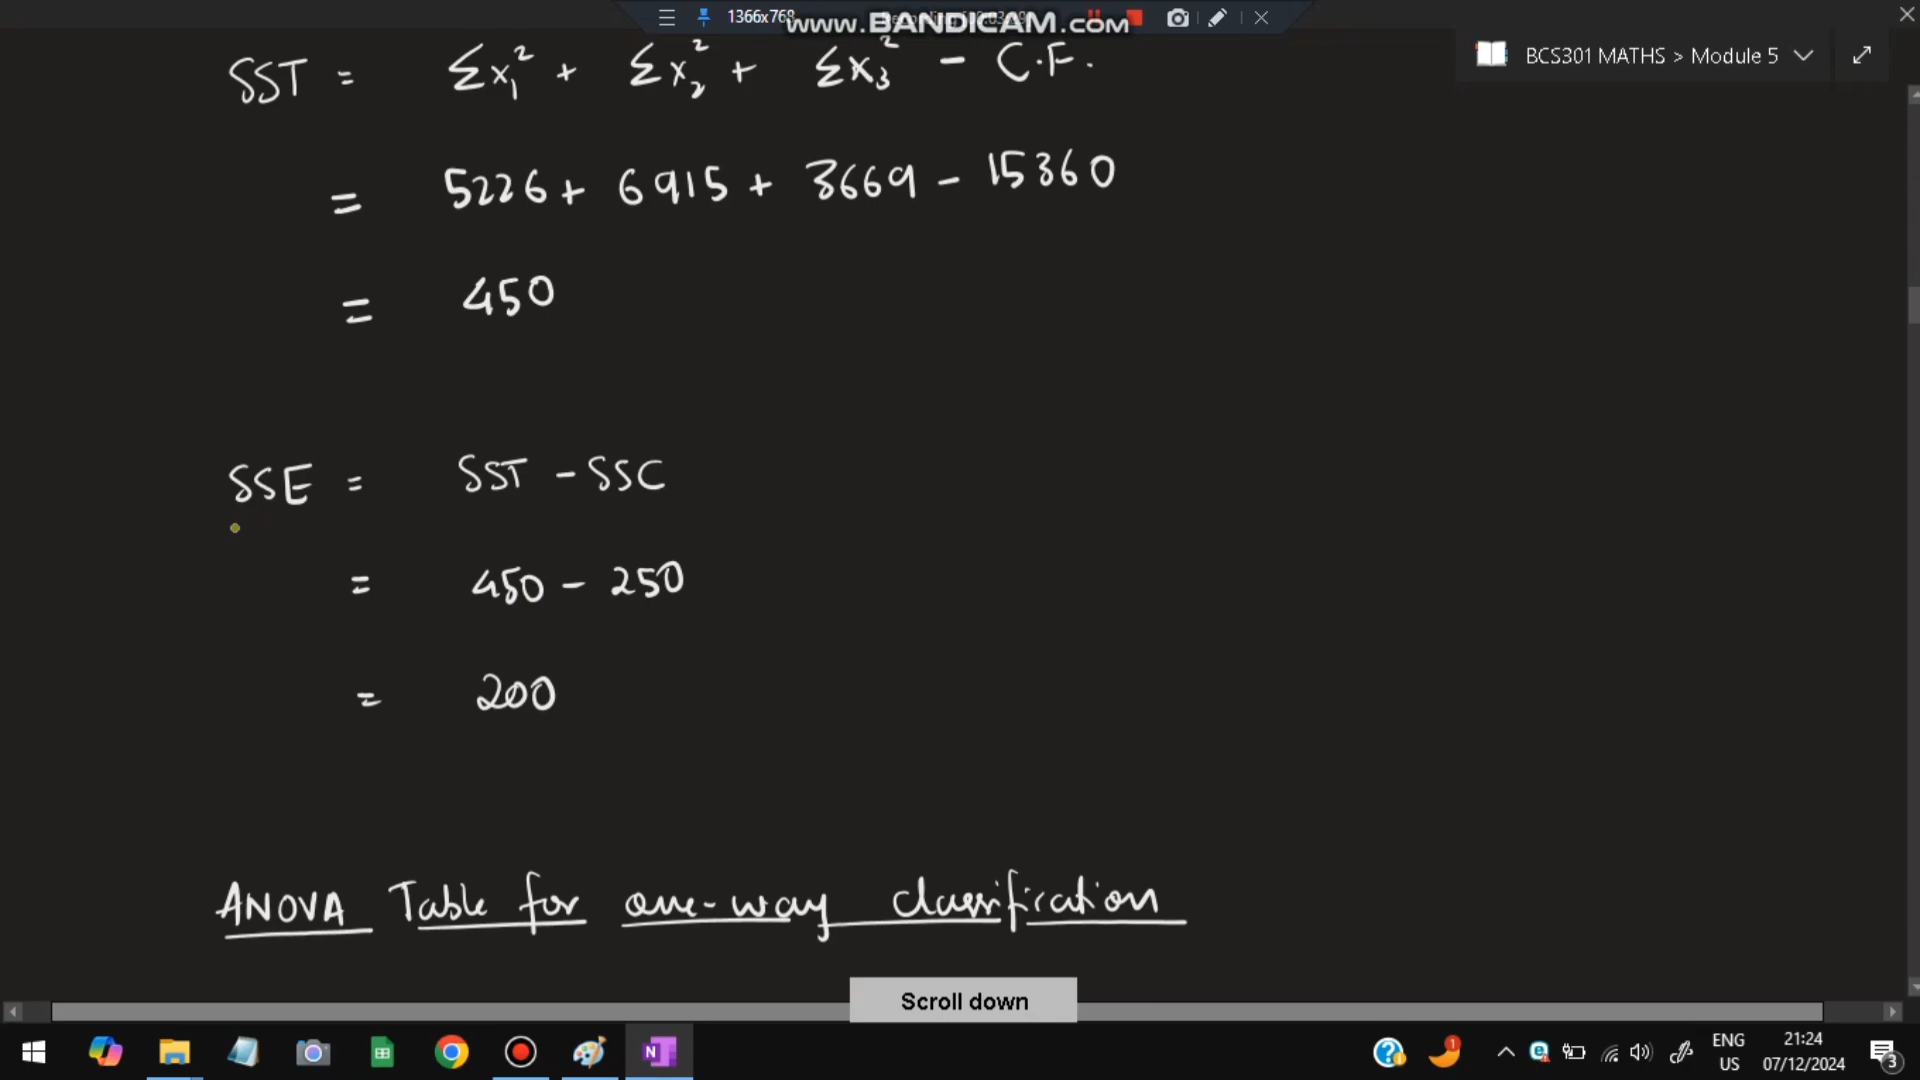 1366x768
www.BANDICAM.com
BCS301 MATHS > Module 5
SST = Σx₁² + Σx₂² + Σx₃² - C.F.
= 5226 + 6915 + 3669 - 15360
= 450
SSE = SST - SSC
= 450 - 250
= 200
ANOVA Table for one-way classification
Scroll down
N
1
ENG
US
21:24
07/12/2024
3